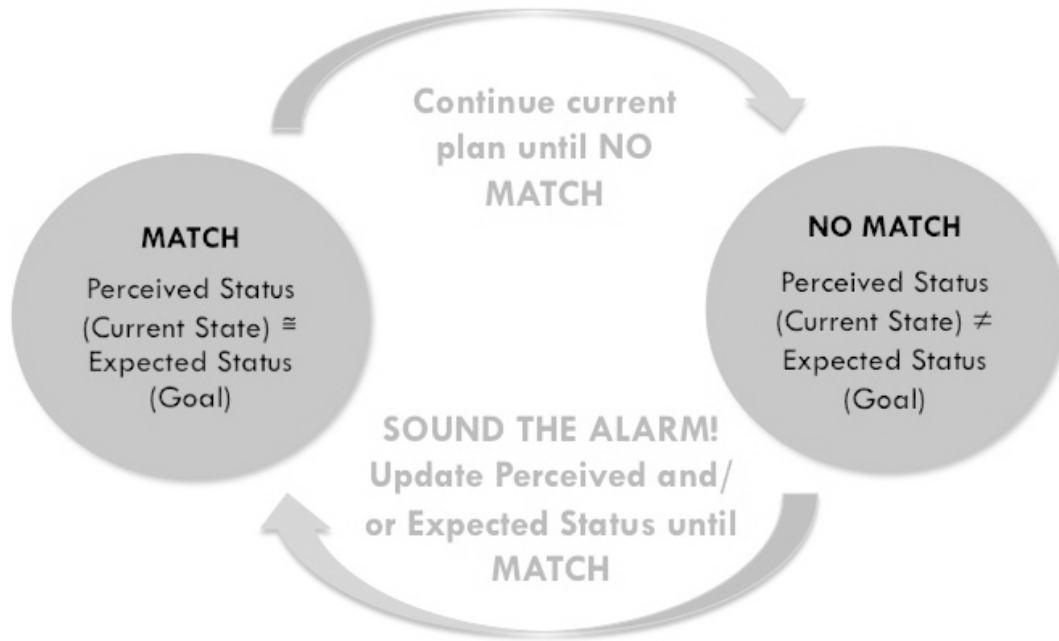 Continue current
plan until NO
MATCH
MATCH
Perceived Status
(Current State) ≅
Expected Status
(Goal)
NO MATCH
Perceived Status
(Current State) ≠
Expected Status
(Goal)
SOUND THE ALARM!
Update Perceived and/
or Expected Status until
MATCH